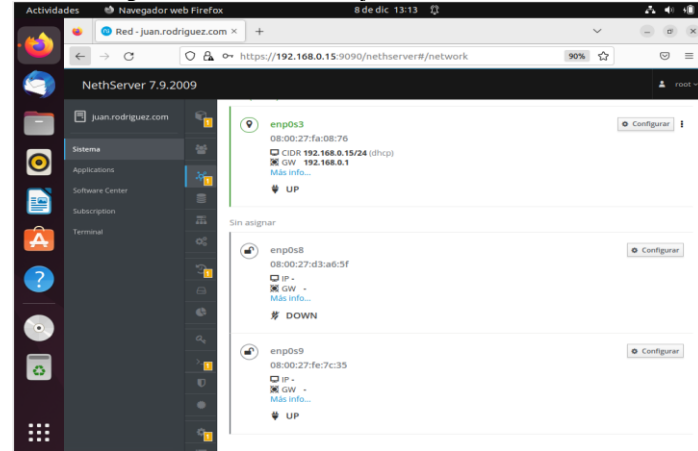 Actividades
Navegador web Firefox
8 de dic 13:13
Red - juan.rodriguez.com
https://192.168.0.15:9090/nethserver#/network
90%
NethServer 7.9.2009
root
juan.rodriguez.com
Sistema
Applications
Software Center
Subscription
Terminal
enp0s3
Configurar
08:00:27:fa:08:76
CIDR 192.168.0.15/24 (dhcp)
GW 192.168.0.1
Más info...
UP
Sin asignar
enp0s8
Configurar
08:00:27:d3:a6:5f
IP -
GW -
Más info...
DOWN
enp0s9
Configurar
08:00:27:fe:7c:35
IP -
GW -
Más info...
UP